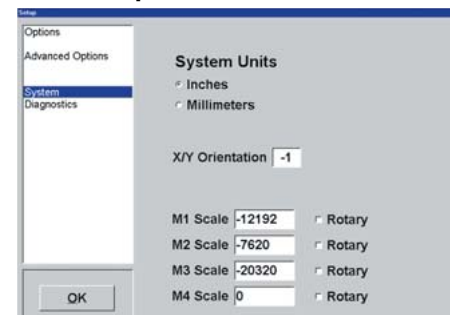 Setup
Options
Advanced Options
System
Diagnostics
System Units
Inches
Millimeters
X/Y Orientation -1
M1 Scale -12192 Rotary
M2 Scale -7620 Rotary
M3 Scale -20320 Rotary
M4 Scale 0 Rotary
OK